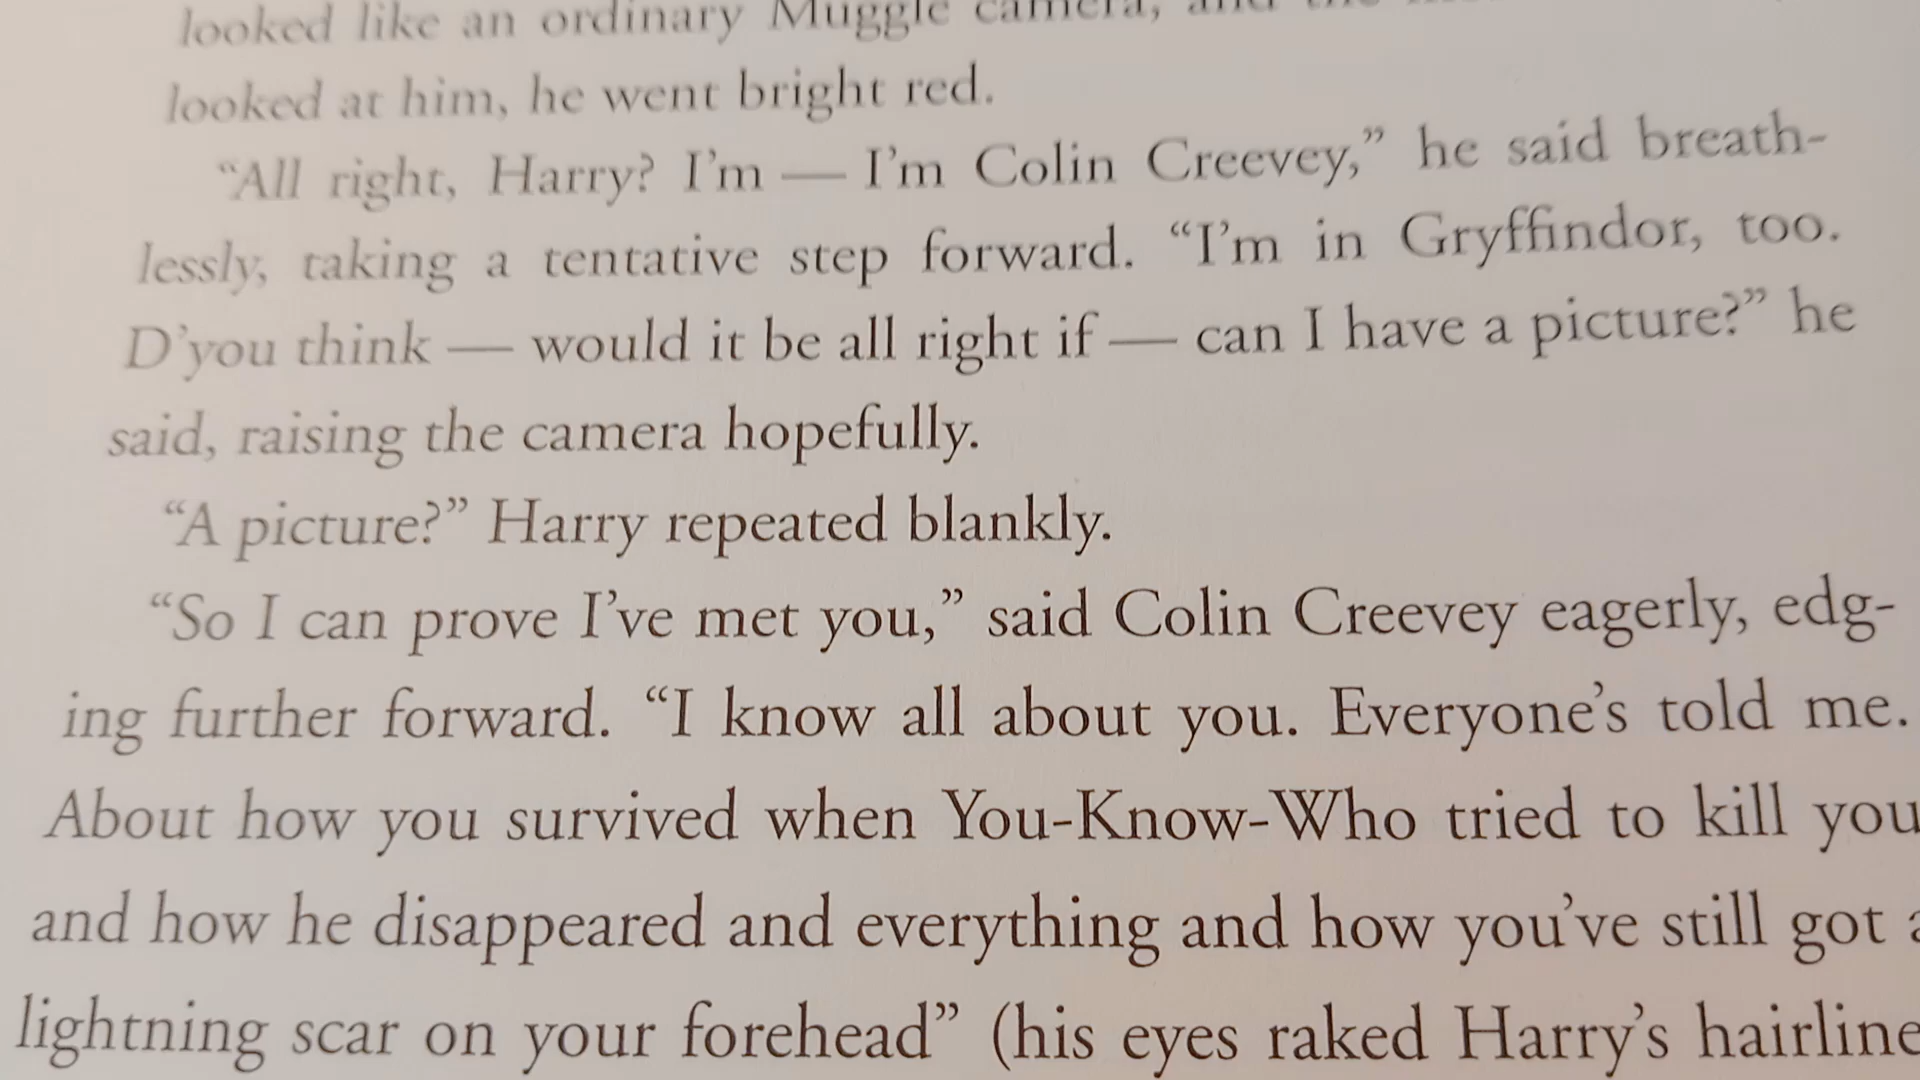 looked like an ordinary Muggle camera, and the
looked at him, he went bright red.
“All right, Harry? I’m — I’m Colin Creevey,” he said breath-
lessly, taking a tentative step forward. “I’m in Gryffindor, too.
D’you think — would it be all right if — can I have a picture?” he
said, raising the camera hopefully.
“A picture?” Harry repeated blankly.
“So I can prove I’ve met you,” said Colin Creevey eagerly, edg-
ing further forward. “I know all about you. Everyone’s told me.
About how you survived when You-Know-Who tried to kill you
and how he disappeared and everything and how you’ve still got a
lightning scar on your forehead” (his eyes raked Harry’s hairline